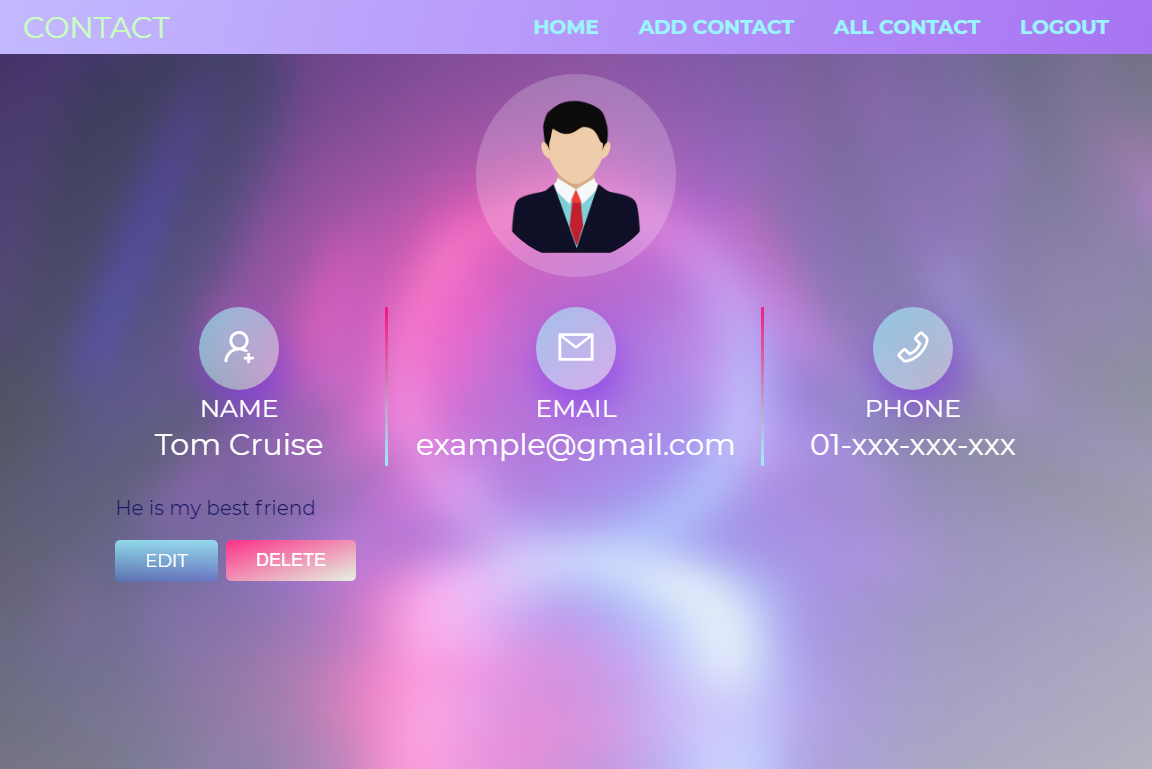 CONTACT
HOME ADD CONTACT ALL CONTACT LOGOUT
NAME
Tom Cruise
EMAIL
example@gmail.com
PHONE
01-xxx-xxx-xxx
He is my best friend
EDIT DELETE